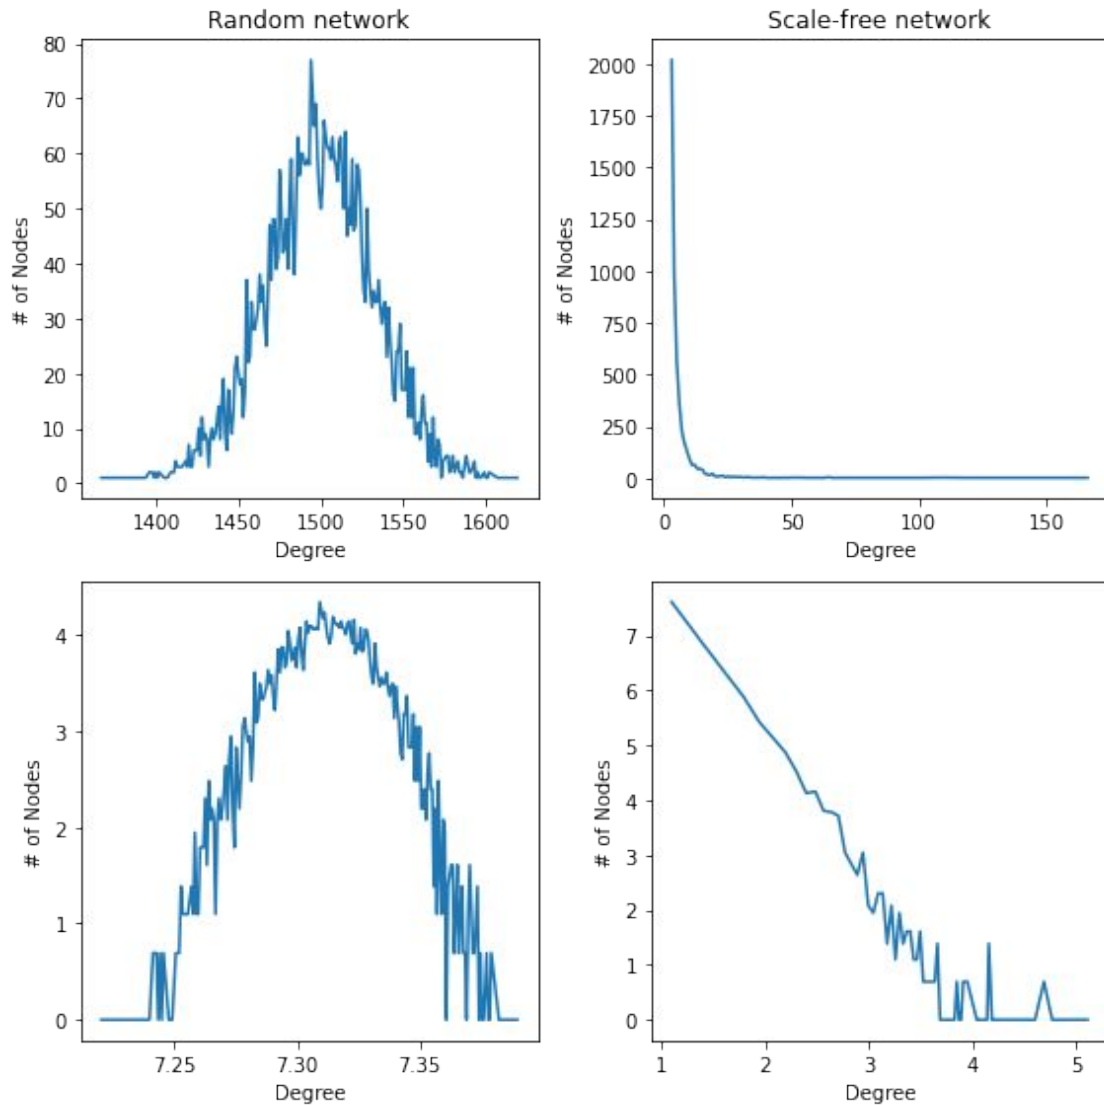 Random network
80
70
60
50
40
30
20
10
0
# of Nodes
1400 1450 1500 1550 1600
Degree
Scale-free network
2000
1750
1500
1250
1000
750
500
250
0
# of Nodes
0 50 100 150
Degree
4
3
2
1
0
# of Nodes
7.25 7.30 7.35
Degree
7
6
5
4
3
2
1
0
# of Nodes
1 2 3 4 5
Degree